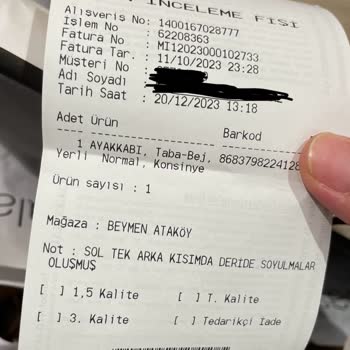 İNCELEME FİŞİ
Alışveriş No: 1400167028777
İşlem No : 62208363
Fatura No : MI12023000102733
Fatura Tar. : 11/10/2023 23:28
Müşteri No :
Adı Soyadı :
Tarih Saat : 20/12/2023 13:18
Adet Ürün Barkod
1 AYAKKABI, Taba-Bej, 8683798224128
Yerli Normal, Konsinye
Ürün sayısı : 1
Mağaza : BEYMEN ATAKÖY
Not : SOL TEK ARKA KISIMDA DERİDE SOYULMALAR
OLUŞMUŞ
[ ] 1,5 Kalite [ ] T. Kalite
[ ] 3. Kalite [ ] Tedarikçi İade